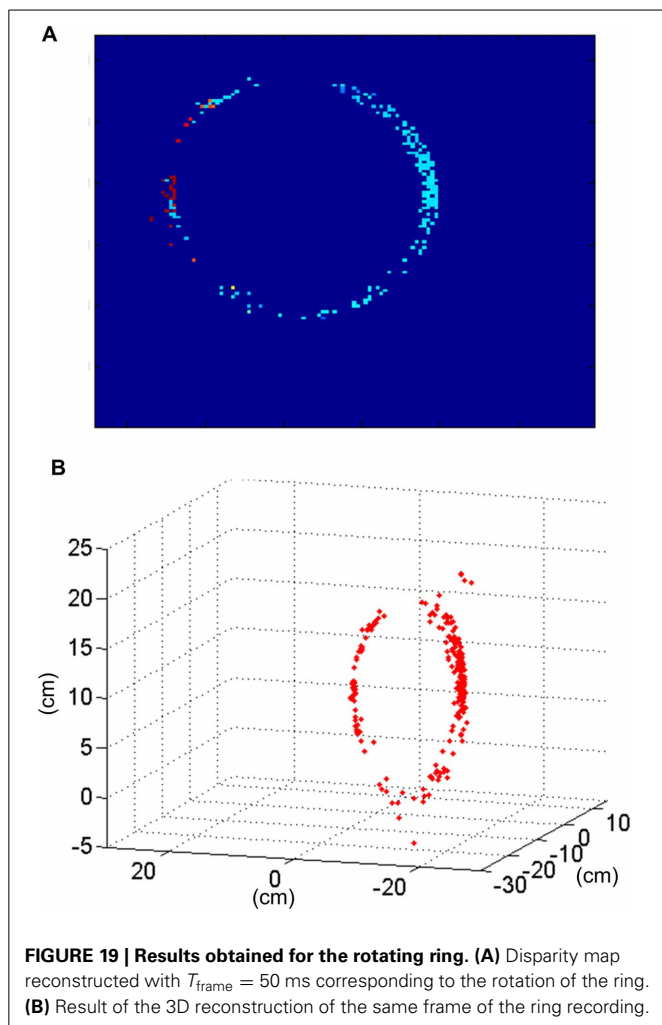 A
B
25
20
15
10
5
0
-5
(cm)
20
0
-20
(cm)
-30
-20
-10
0
10
(cm)
FIGURE 19 | Results obtained for the rotating ring. (A) Disparity map
reconstructed with Tframe = 50 ms corresponding to the rotation of the ring.
(B) Result of the 3D reconstruction of the same frame of the ring recording.